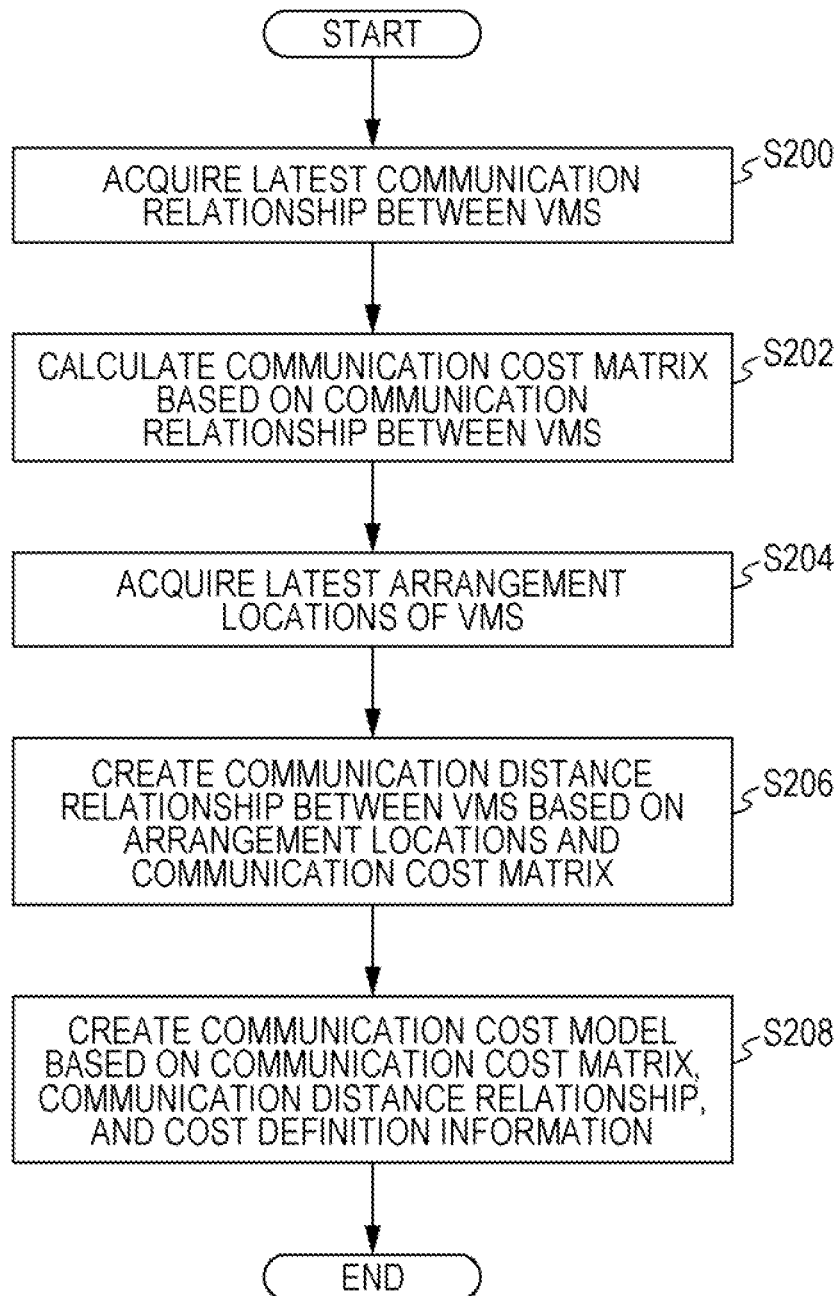 START
ACQUIRE LATEST COMMUNICATION
RELATIONSHIP BETWEEN VMS
S200
CALCULATE COMMUNICATION COST MATRIX
BASED ON COMMUNICATION
RELATIONSHIP BETWEEN VMS
S202
ACQUIRE LATEST ARRANGEMENT
LOCATIONS OF VMS
S204
CREATE COMMUNICATION DISTANCE
RELATIONSHIP BETWEEN VMS BASED ON
ARRANGEMENT LOCATIONS AND
COMMUNICATION COST MATRIX
S206
CREATE COMMUNICATION COST MODEL
BASED ON COMMUNICATION COST MATRIX,
COMMUNICATION DISTANCE RELATIONSHIP,
AND COST DEFINITION INFORMATION
S208
END